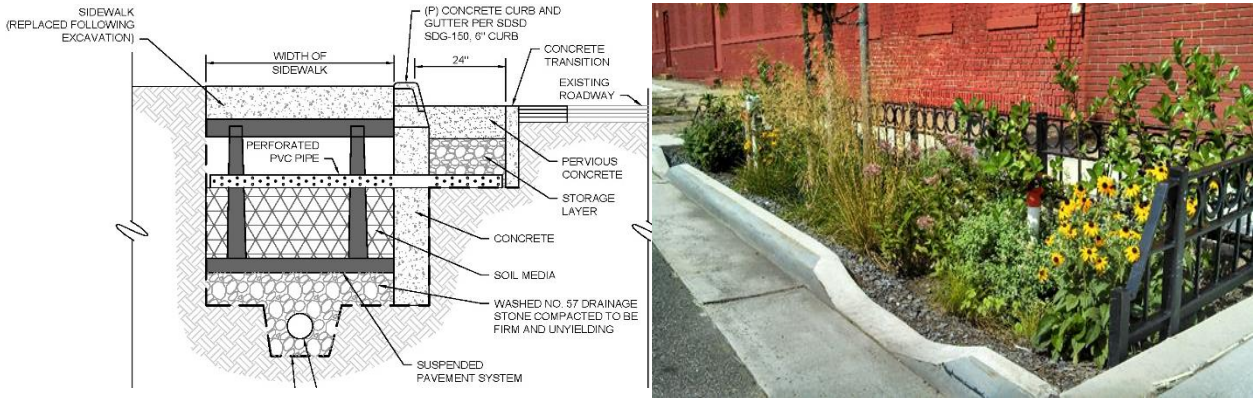 SIDEWALK
(REPLACED FOLLOWING
EXCAVATION)
(P) CONCRETE CURB AND
GUTTER PER SDSD
SDG-150, 6" CURB
WIDTH OF
SIDEWALK
24"
CONCRETE
TRANSITION
EXISTING
ROADWAY
PERFORATED
PVC PIPE
PERVIOUS
CONCRETE
STORAGE
LAYER
CONCRETE
SOIL MEDIA
WASHED NO. 57 DRAINAGE
STONE COMPACTED TO BE
FIRM AND UNYIELDING
SUSPENDED
PAVEMENT SYSTEM